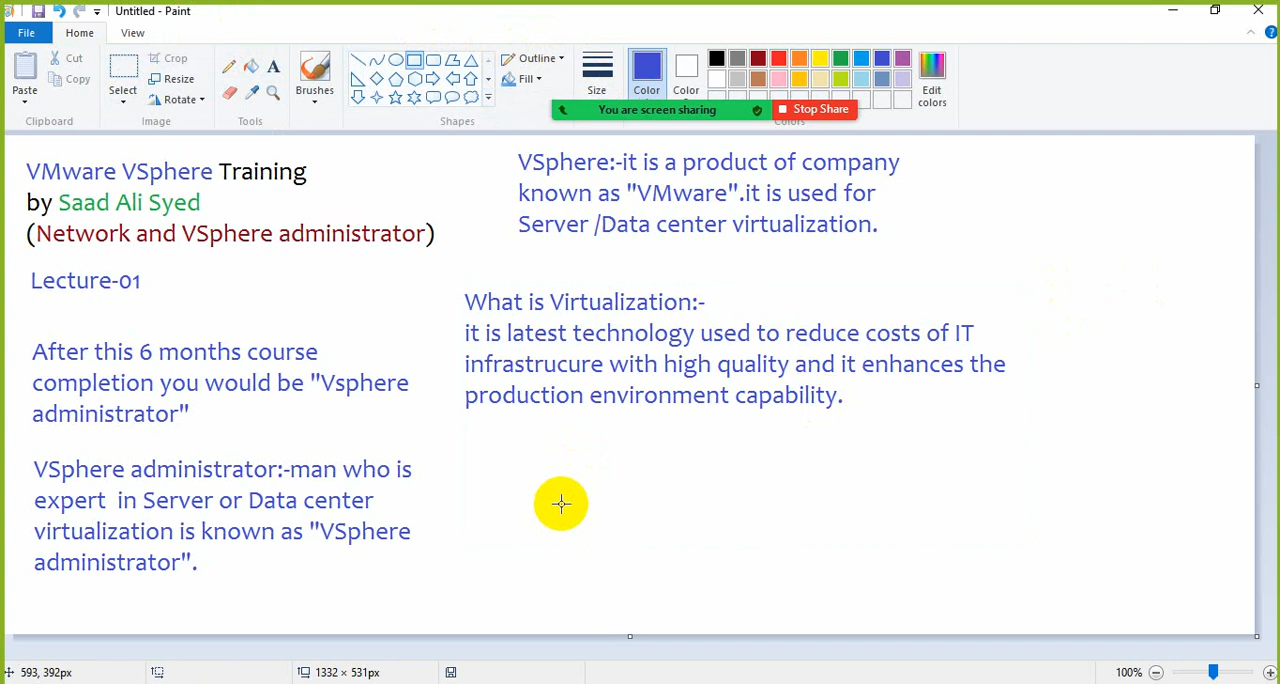 Untitled - Paint
File
Home
View
Paste
Cut
Copy
Clipboard
Select
Crop
Resize
Rotate
Image
Tools
Brushes
Shapes
Outline
Fill
Size
Color
Color
Edit
colors
Colors
You are screen sharing
Stop Share
VMware VSphere Training
by Saad Ali Syed
(Network and VSphere administrator)
Lecture-01
After this 6 months course
completion you would be "Vsphere
administrator"
VSphere administrator:-man who is
expert in Server or Data center
virtualization is known as "VSphere
administrator".
VSphere:-it is a product of company
known as "VMware".it is used for
Server /Data center virtualization.
What is Virtualization:-
it is latest technology used to reduce costs of IT
infrastrucure with high quality and it enhances the
production environment capability.
593, 392px
1332 × 531px
100%